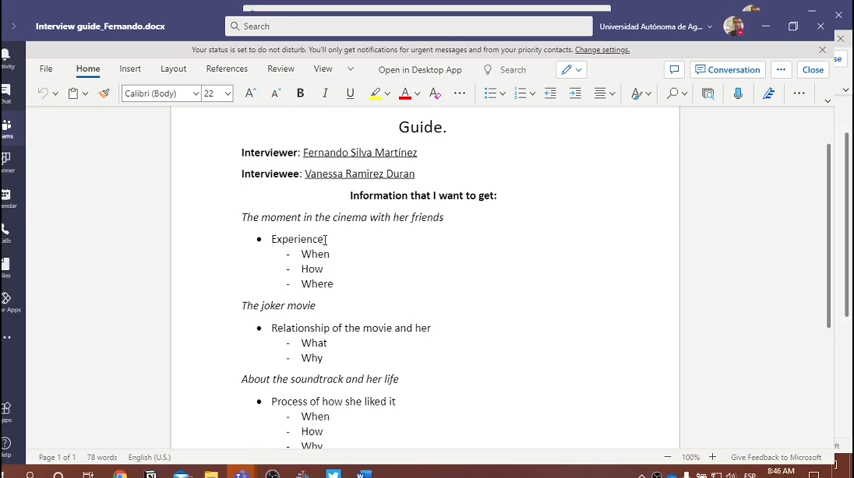 Interview guide_Fernando.docx
Search
Universidad Autónoma de Ag...
Your status is set to do not disturb. You'll only get notifications for urgent messages and from your priority contacts. Change settings.
File Home Insert Layout References Review View Open in Desktop App Search Conversation Close
Calibri (Body) 22 B I U A
Guide.
Interviewer: Fernando Silva Martínez
Interviewee: Vanessa Ramirez Duran
Information that I want to get:
The moment in the cinema with her friends
• Experience
- When
- How
- Where
The joker movie
• Relationship of the movie and her
- What
- Why
About the soundtrack and her life
• Process of how she liked it
- When
- How
- Why
Page 1 of 1 78 words English (U.S.) 100% Give Feedback to Microsoft
ESP 8:46 AM